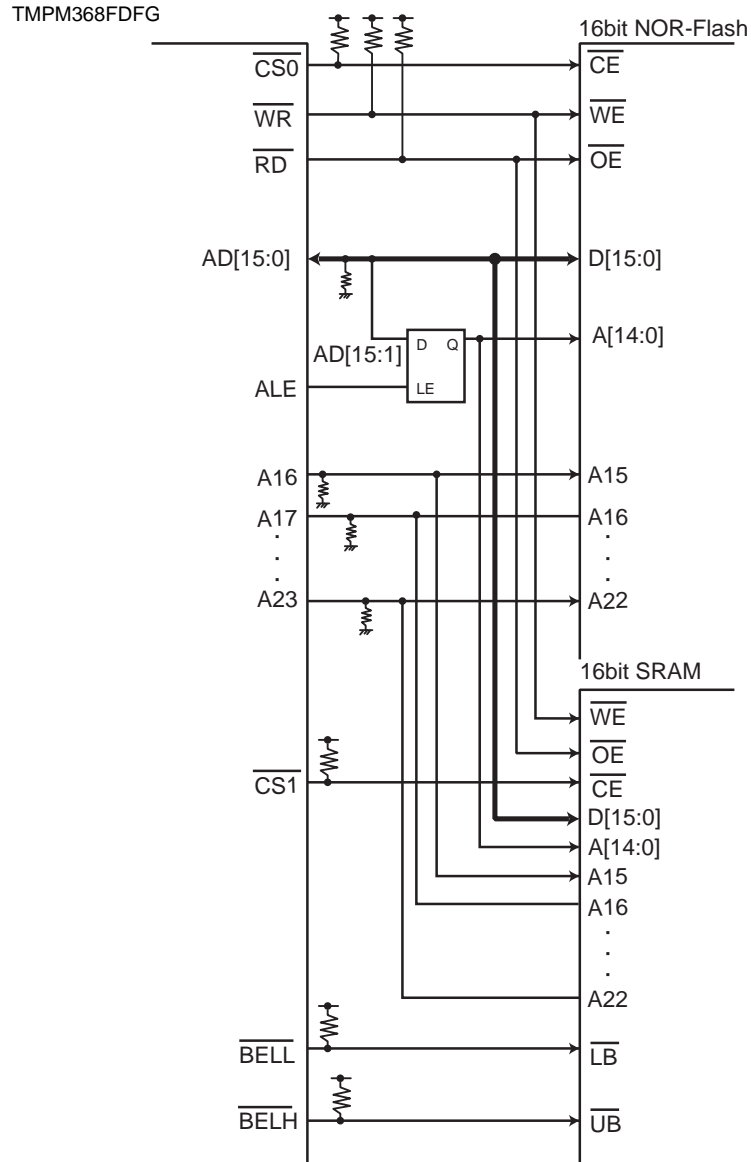 TMPM368FDFG
16bit NOR-Flash
CS0
CE
WR
WE
RD
OE
AD[15:0]
D[15:0]
D Q
A[14:0]
AD[15:1]
ALE
LE
A16
A15
A17
A16
.
.
.
.
.
.
A23
A22
16bit SRAM
WE
OE
CS1
CE
D[15:0]
A[14:0]
A15
A16
.
.
.
A22
BELL
LB
BELH
UB